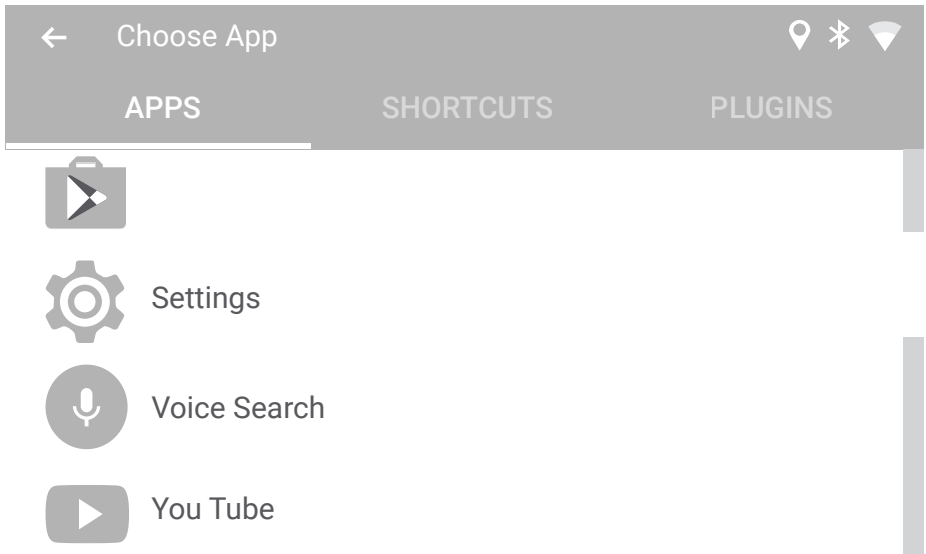 Choose App
APPS SHORTCUTS PLUGINS
Settings
Voice Search
You Tube